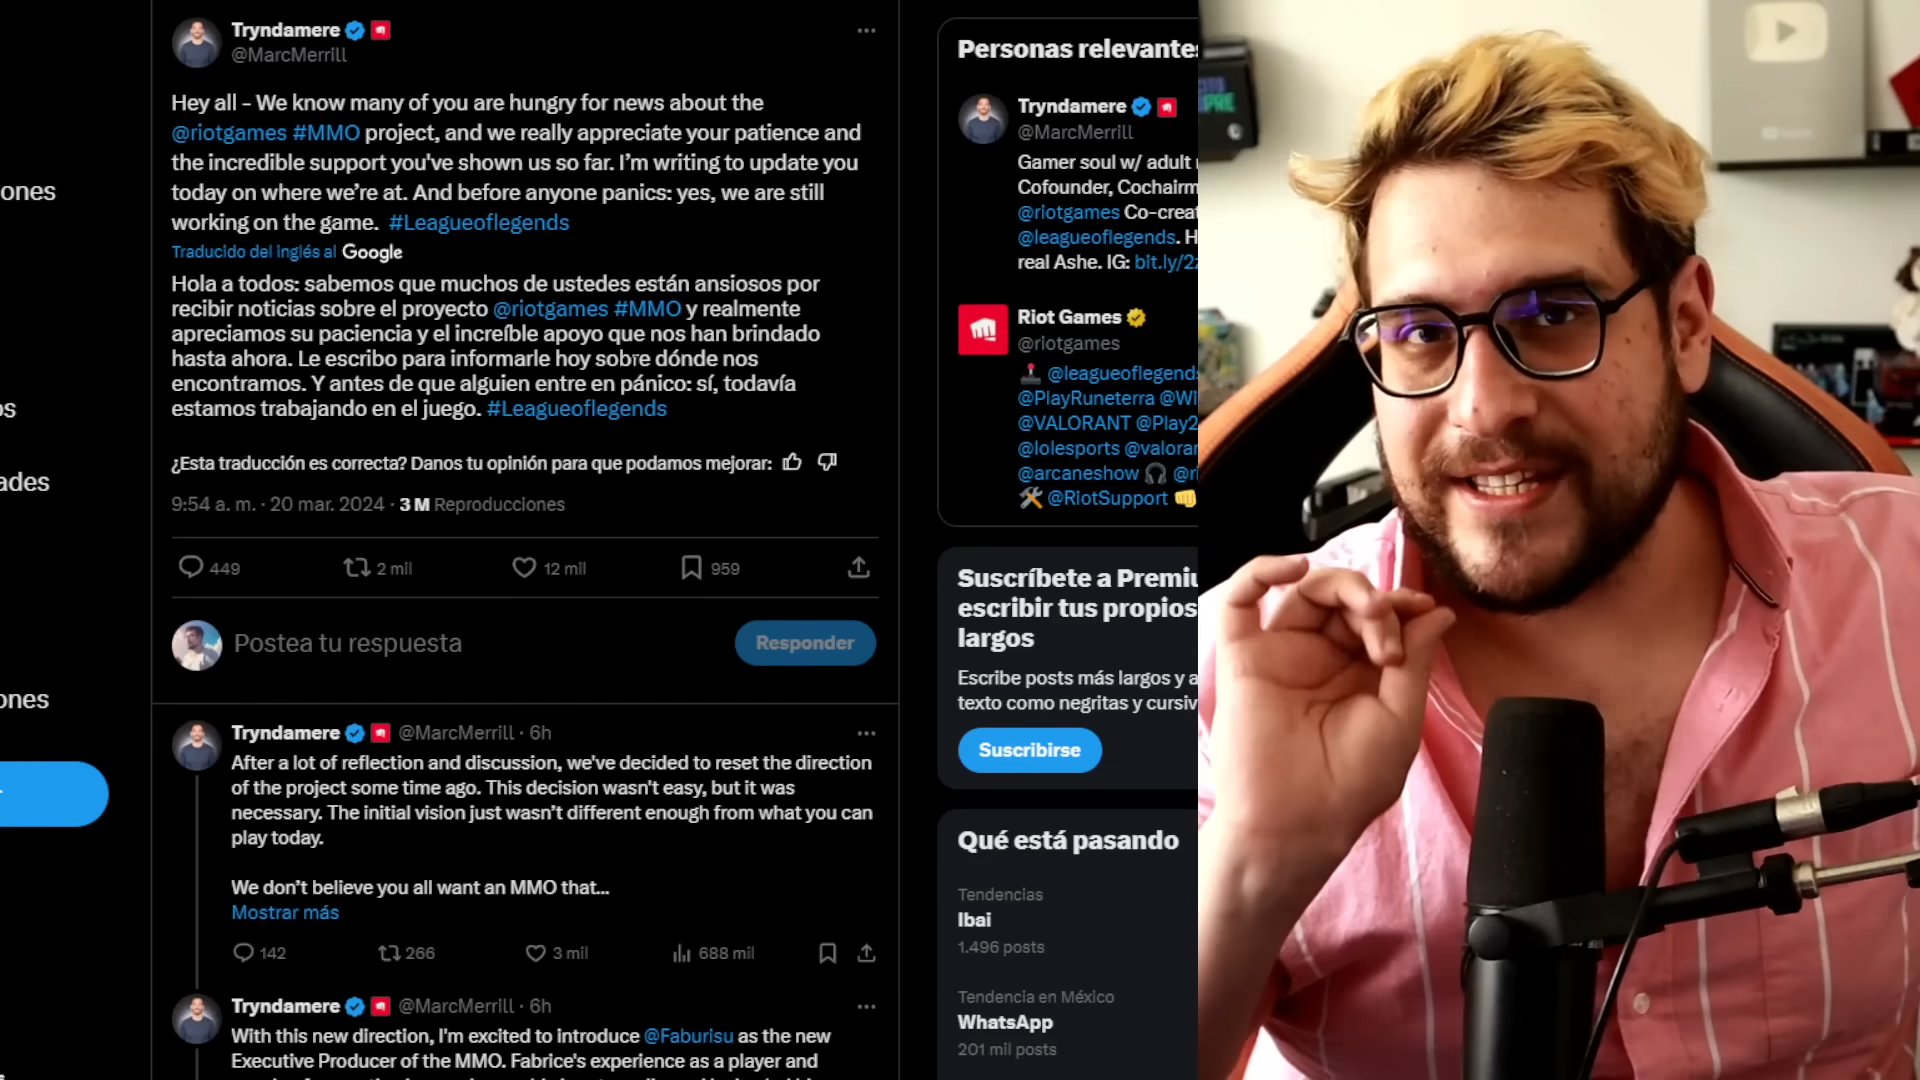 ones
os
ades
ones
Tryndamere
@MarcMerrill
Hey all - We know many of you are hungry for news about the
@riotgames #MMO project, and we really appreciate your patience and
the incredible support you've shown us so far. I'm writing to update you
today on where we're at. And before anyone panics: yes, we are still
working on the game. #Leagueoflegends
Traducido del inglés al Google
Hola a todos: sabemos que muchos de ustedes están ansiosos por
recibir noticias sobre el proyecto @riotgames #MMO y realmente
apreciamos su paciencia y el increíble apoyo que nos han brindado
hasta ahora. Le escribo para informarle hoy sobre dónde nos
encontramos. Y antes de que alguien entre en pánico: sí, todavía
estamos trabajando en el juego. #Leagueoflegends
¿Esta traducción es correcta? Danos tu opinión para que podamos mejorar:
9:54 a. m. · 20 mar. 2024 · 3 M Reproducciones
449 2 mil 12 mil 959
Postea tu respuesta
Responder
Tryndamere @MarcMerrill · 6h
After a lot of reflection and discussion, we've decided to reset the direction
of the project some time ago. This decision wasn't easy, but it was
necessary. The initial vision just wasn't different enough from what you can
play today.
We don't believe you all want an MMO that...
Mostrar más
142 266 3 mil 688 mil
Tryndamere @MarcMerrill · 6h
With this new direction, I'm excited to introduce @Faburisu as the new
Executive Producer of the MMO. Fabrice's experience as a player and
Personas relevantes
Tryndamere
@MarcMerrill
Gamer soul w/ adult
Cofounder, Cochairm
@riotgames Co-creat
@leagueoflegends. H
real Ashe. IG: bit.ly/2z
Riot Games
@riotgames
@leagueoflegends
@PlayRuneterra @Wi
@VALORANT @Play2
@lolesports @valoran
@arcaneshow @ri
@RiotSupport
Suscríbete a Premiu
escribir tus propios
largos
Escribe posts más largos y a
texto como negritas y cursiv
Suscribirse
Qué está pasando
Tendencias
Ibai
1.496 posts
Tendencia en México
WhatsApp
201 mil posts